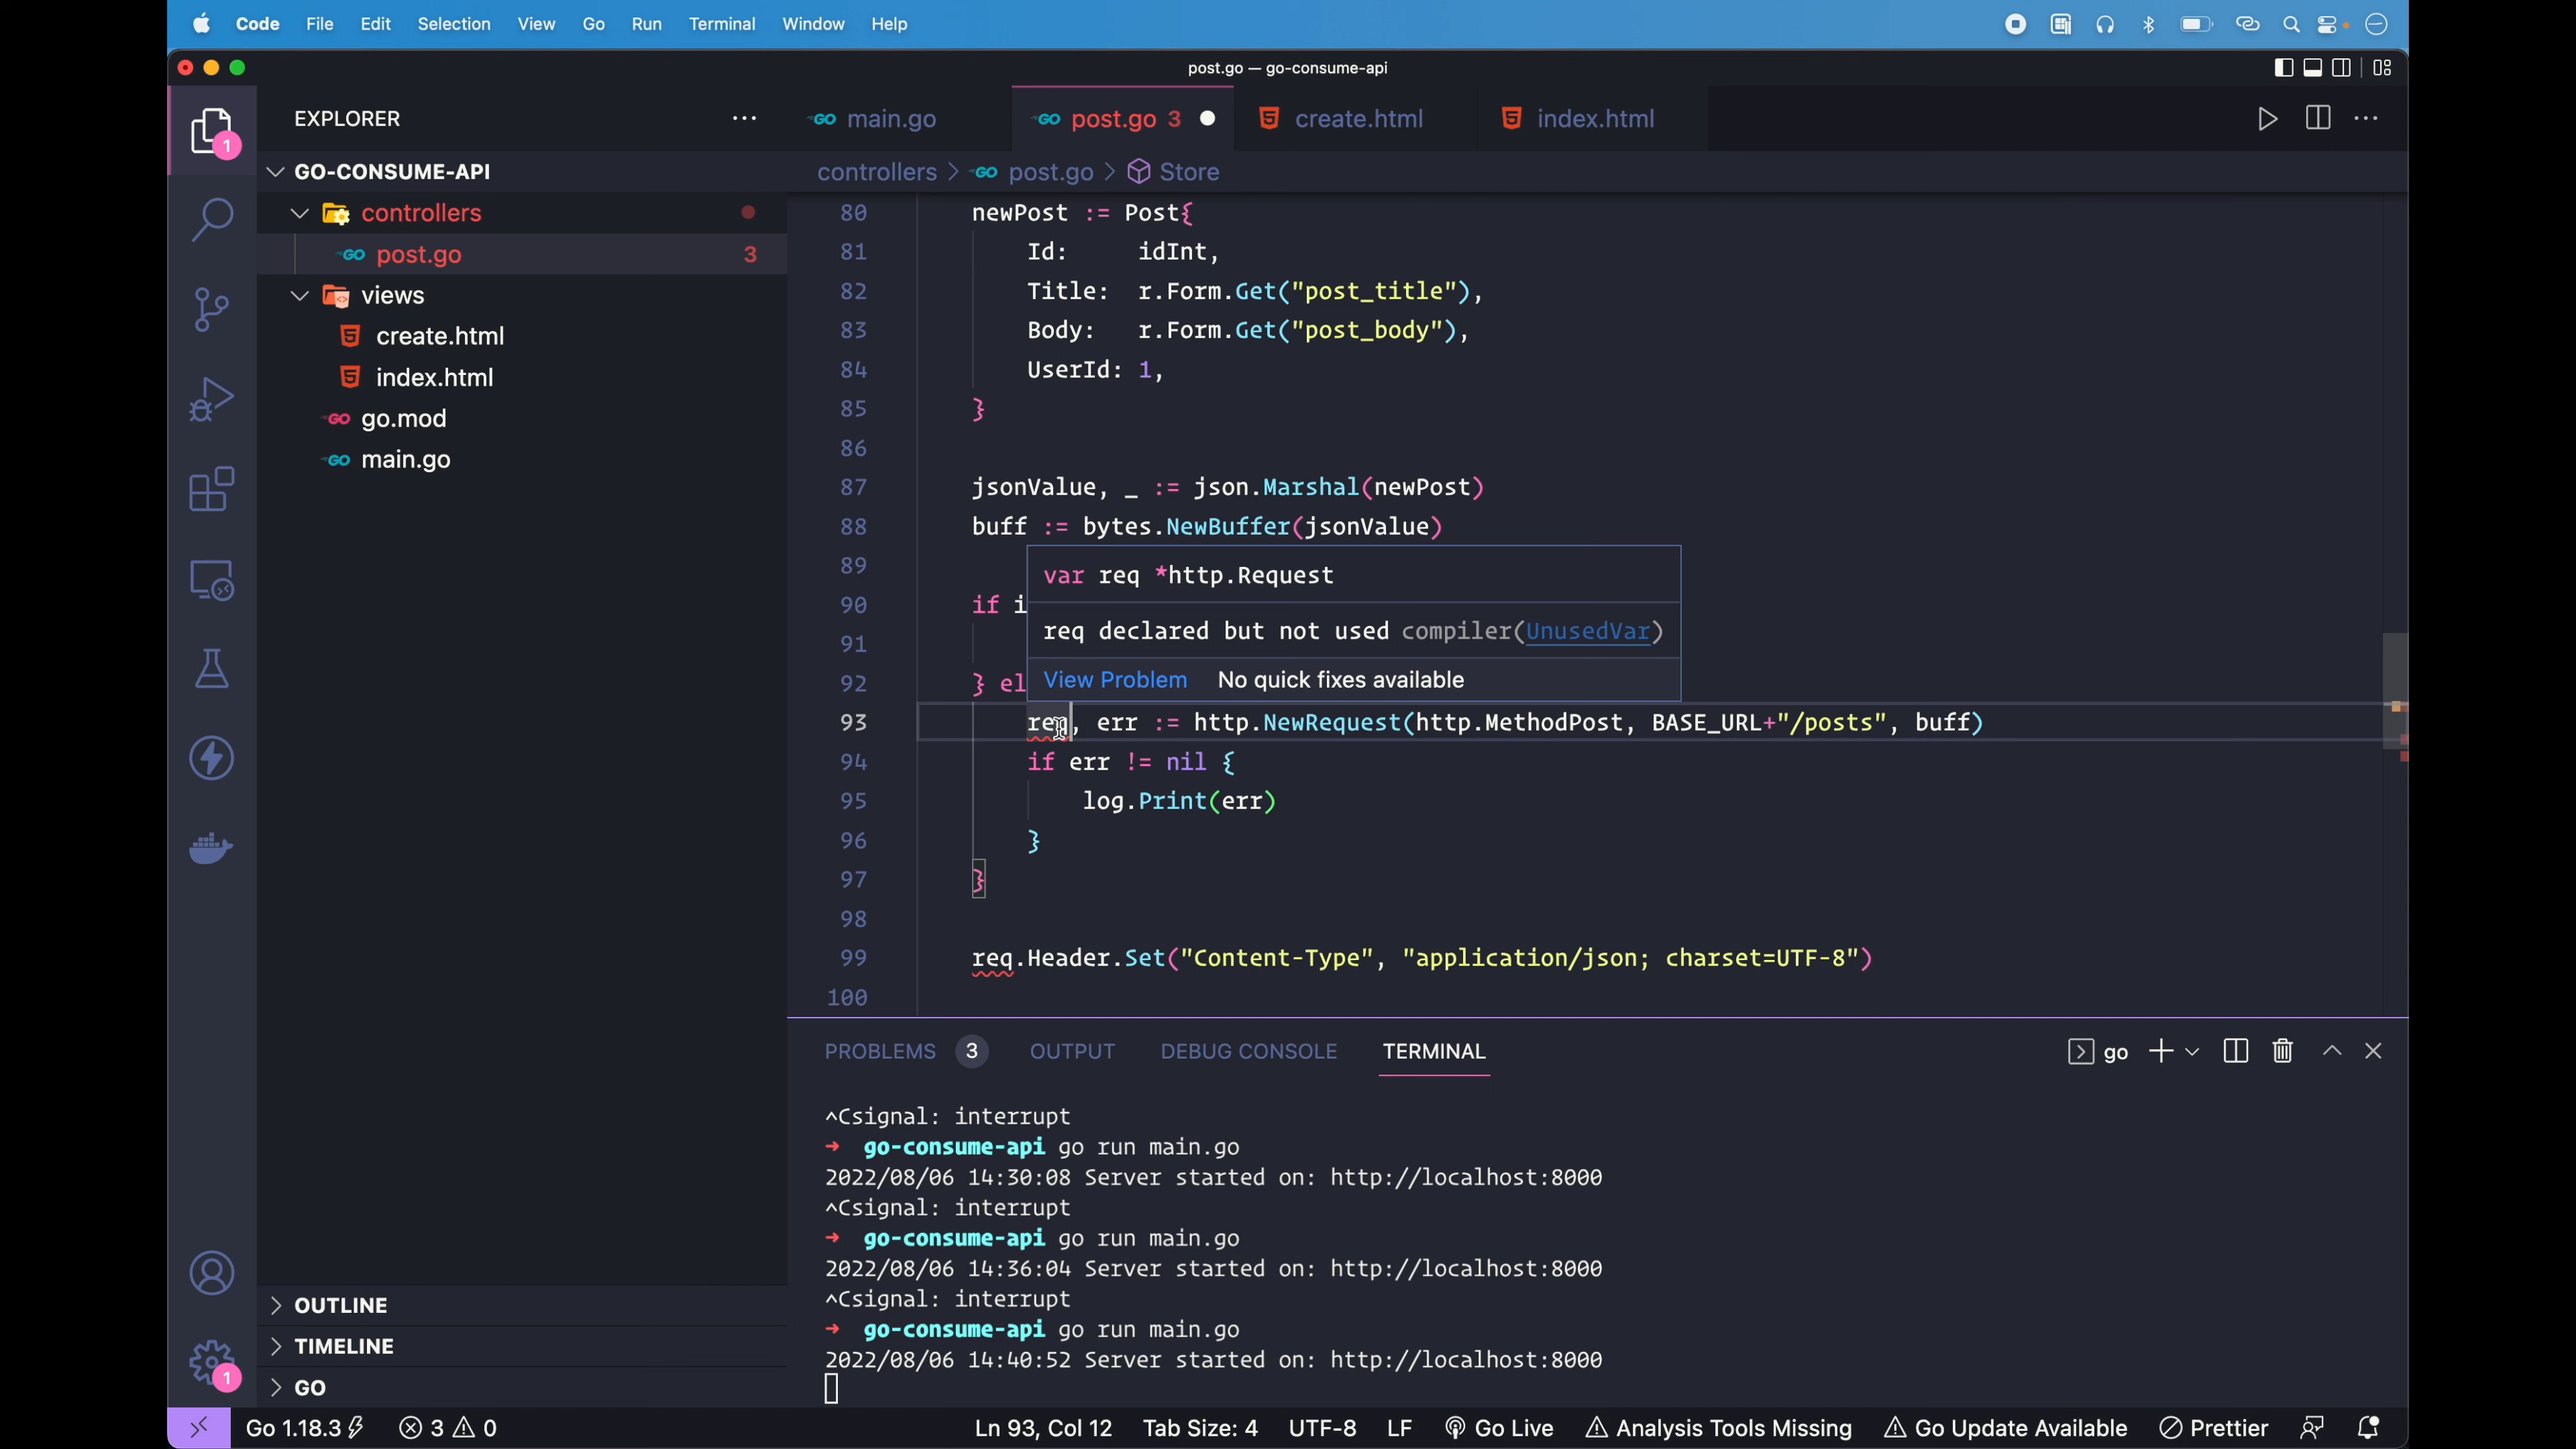 Code File Edit Selection View Go Run Terminal Window Help
post.go — go-consume-api
EXPLORER
GO-CONSUME-API
controllers
post.go 3
views
create.html
index.html
go.mod
main.go
OUTLINE
TIMELINE
GO
1
1
main.go post.go 3 create.html index.html
controllers > post.go > Store
80 newPost := Post{
81 Id: idInt,
82 Title: r.Form.Get("post_title"),
83 Body: r.Form.Get("post_body"),
84 UserId: 1,
85 }
86
87 jsonValue, _ := json.Marshal(newPost)
88 buff := bytes.NewBuffer(jsonValue)
89
var req *http.Request
90 if i
req declared but not used compiler(UnusedVar)
91
92 } el
View Problem No quick fixes available
93 req, err := http.NewRequest(http.MethodPost, BASE_URL+"/posts", buff)
94 if err != nil {
95 log.Print(err)
96 }
97 }
98
99 req.Header.Set("Content-Type", "application/json; charset=UTF-8")
100
PROBLEMS 3 OUTPUT DEBUG CONSOLE TERMINAL go
^Csignal: interrupt
➜ go-consume-api go run main.go
2022/08/06 14:30:08 Server started on: http://localhost:8000
^Csignal: interrupt
➜ go-consume-api go run main.go
2022/08/06 14:36:04 Server started on: http://localhost:8000
^Csignal: interrupt
➜ go-consume-api go run main.go
2022/08/06 14:40:52 Server started on: http://localhost:8000
Go 1.18.3 3 0 Ln 93, Col 12 Tab Size: 4 UTF-8 LF Go Live Analysis Tools Missing Go Update Available Prettier